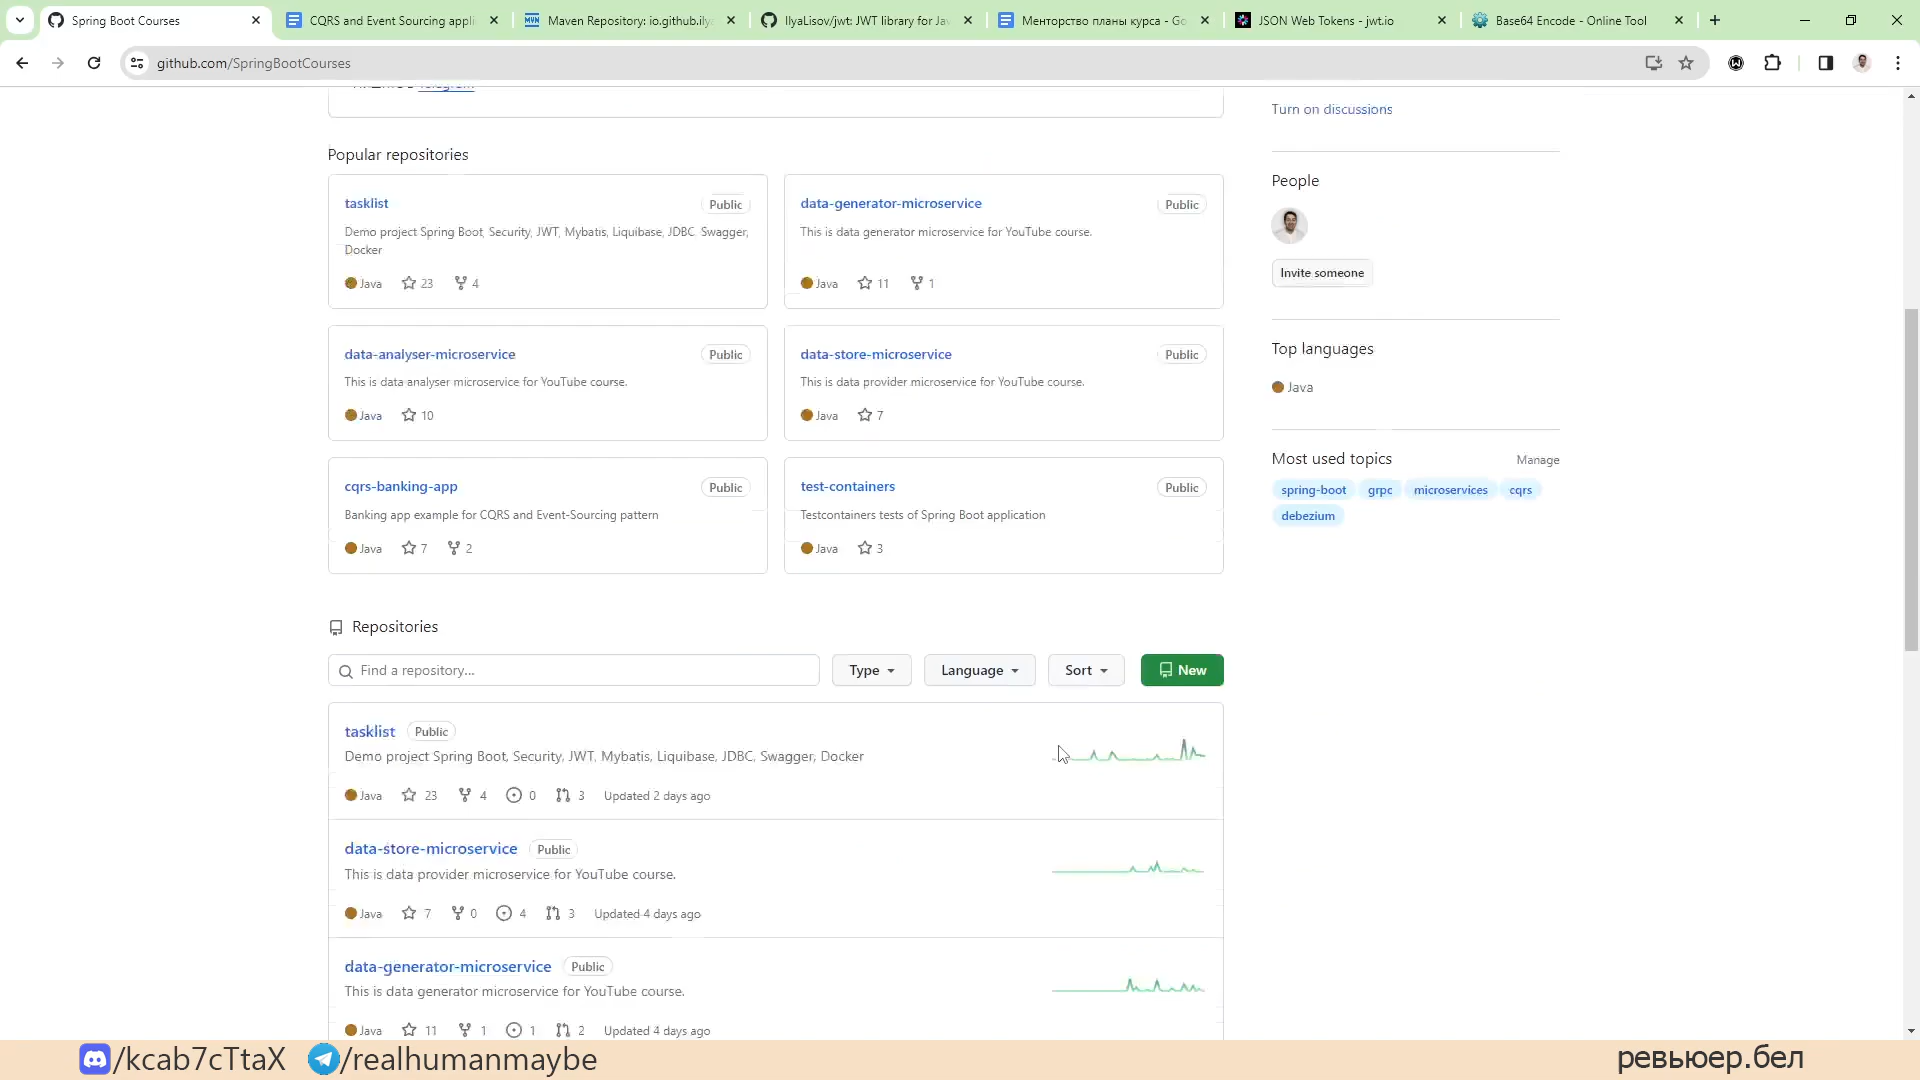 Spring Boot Courses
CQRS and Event Sourcing appli
Maven Repository: io.github.ilya
IlyaLisov/jwt: JWT library for Jav
Менторство планы курса - Go
JSON Web Tokens - jwt.io
Base64 Encode - Online Tool
github.com/SpringBootCourses
Turn on discussions
Popular repositories
People
tasklist
Public
Demo project Spring Boot, Security, JWT, Mybatis, Liquibase, JDBC, Swagger,
Docker
Java 23 4
data-generator-microservice
Public
This is data generator microservice for YouTube course.
Java 11 1
Invite someone
data-analyser-microservice
Public
This is data analyser microservice for YouTube course.
Java 10
data-store-microservice
Public
This is data provider microservice for YouTube course.
Java 7
Top languages
Java
Most used topics
Manage
spring-boot grpc microservices cqrs
debezium
cqrs-banking-app
Public
Banking app example for CQRS and Event-Sourcing pattern
Java 7 2
test-containers
Public
Testcontainers tests of Spring Boot application
Java 3
Repositories
Find a repository...
Type
Language
Sort
New
tasklist Public
Demo project Spring Boot, Security, JWT, Mybatis, Liquibase, JDBC, Swagger, Docker
Java 23 4 0 3 Updated 2 days ago
data-store-microservice Public
This is data provider microservice for YouTube course.
Java 7 0 4 3 Updated 4 days ago
data-generator-microservice Public
This is data generator microservice for YouTube course.
Java 11 1 1 2 Updated 4 days ago
/kcab7cTtaX /realhumanmaybe
ревьюер.бел